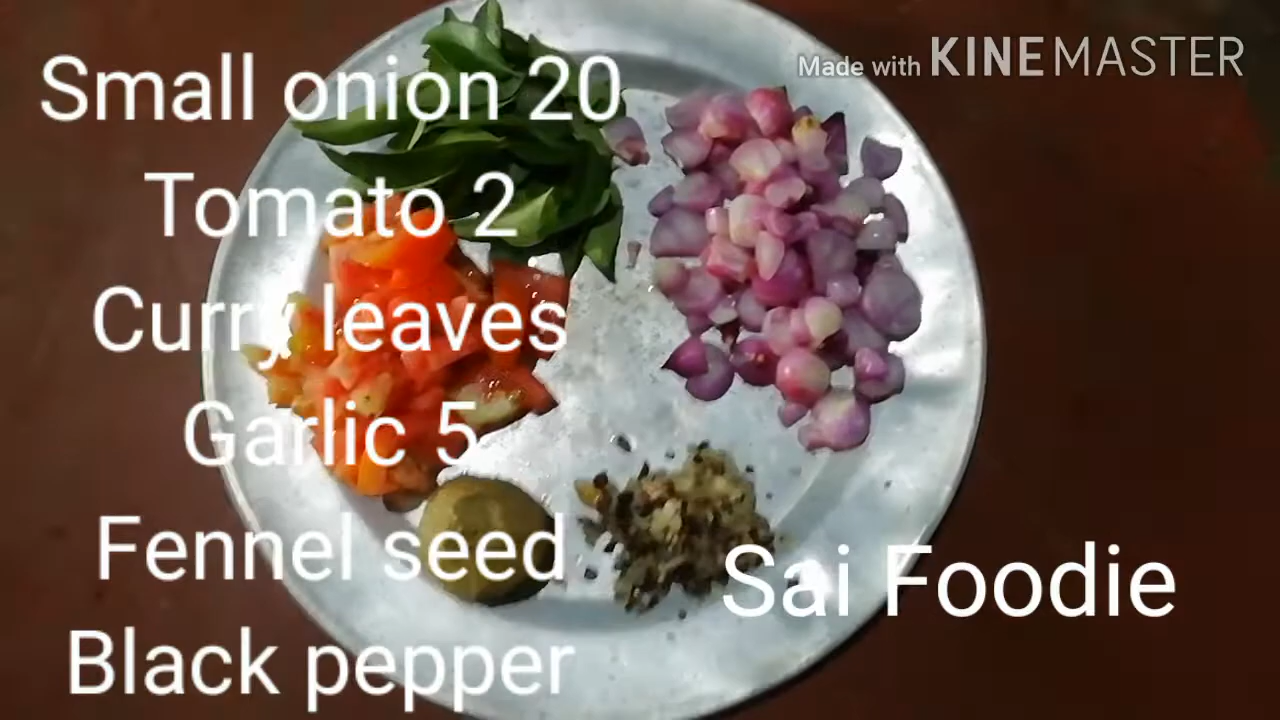 Made with KINEMASTER
Small onion 20
Tomato 2
Curry leaves
Garlic 5
Fennel seed
Black pepper
Sai Foodie